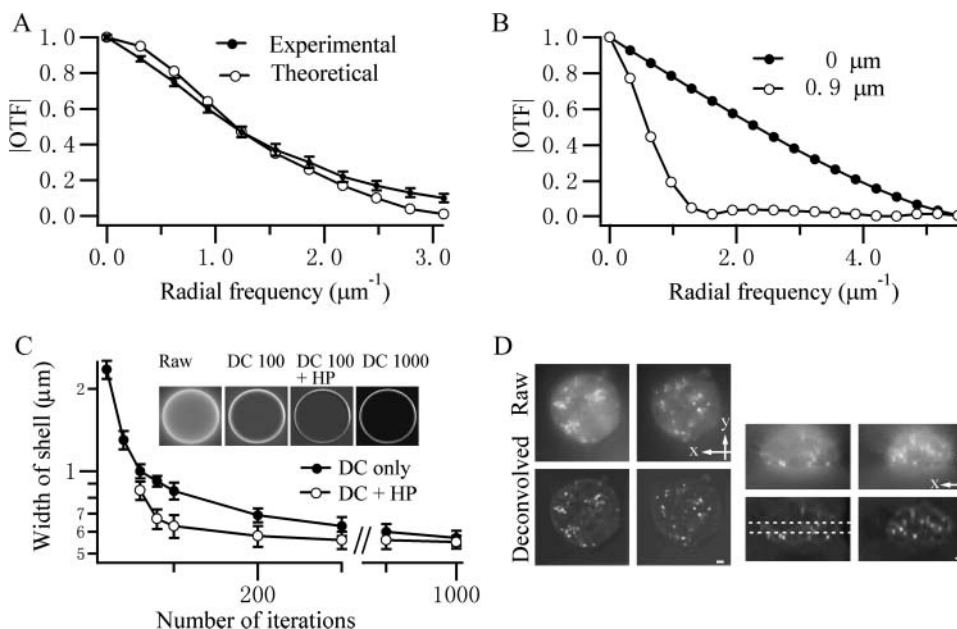 A
|OTF|
1.0
0.8
0.6
0.4
0.2
0.0
Experimental
Theoretical
0.0 1.0 2.0 3.0
Radial frequency (μm⁻¹)
B
|OTF|
1.0
0.8
0.6
0.4
0.2
0.0
0 μm
0.9 μm
0.0 2.0 4.0
Radial frequency (μm⁻¹)
C
Width of shell (μm)
2
1
8
6
5
Raw DC 100 DC 100 DC 1000
+ HP
DC only
DC + HP
200 1000
Number of iterations
D
Raw
Deconvolved
y
x
x